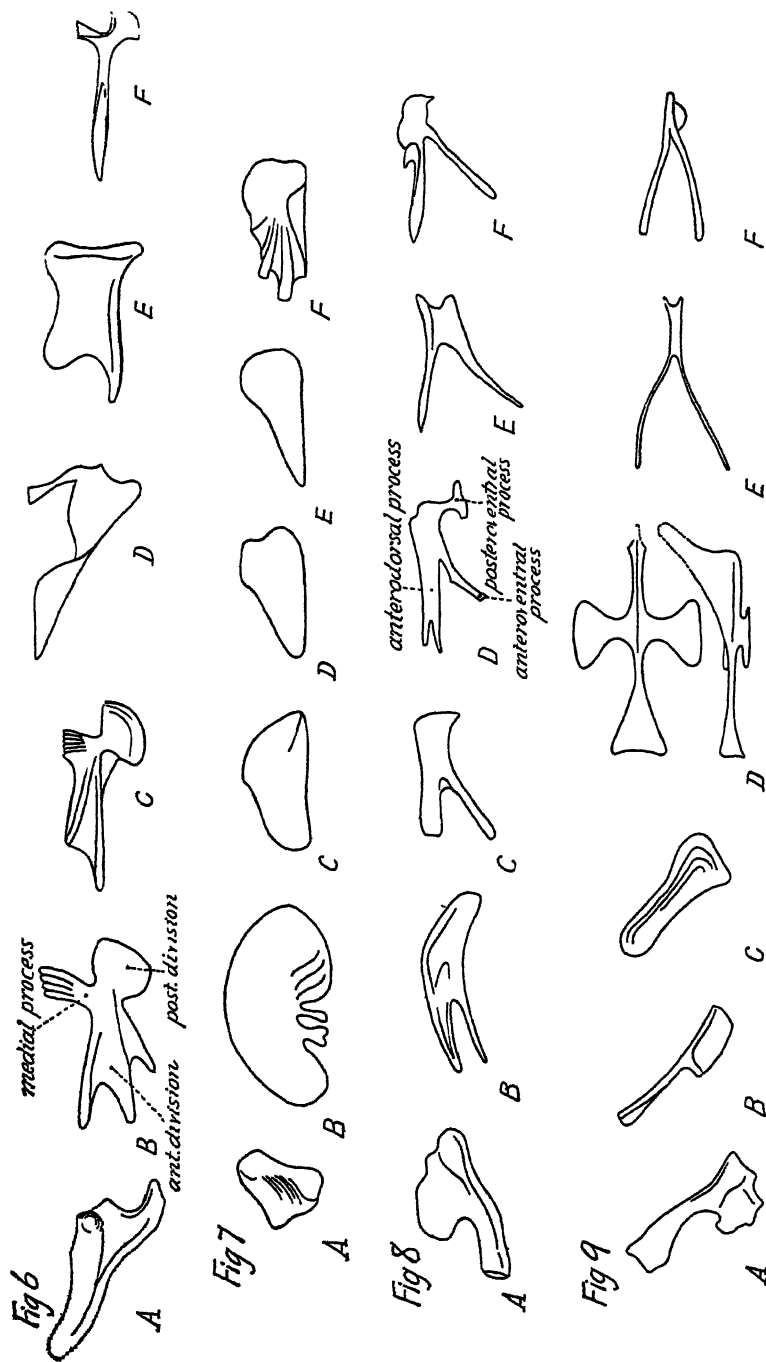 Fig 6
A
medial process
B
ant. division
post. division
C
D
E
F
Fig 7
A
B
C
D
E
F
Fig 8
A
B
C
anterodorsal process
D
posteroventral
process
anteroventral
process
E
F
Fig 9
A
B
C
D
E
F